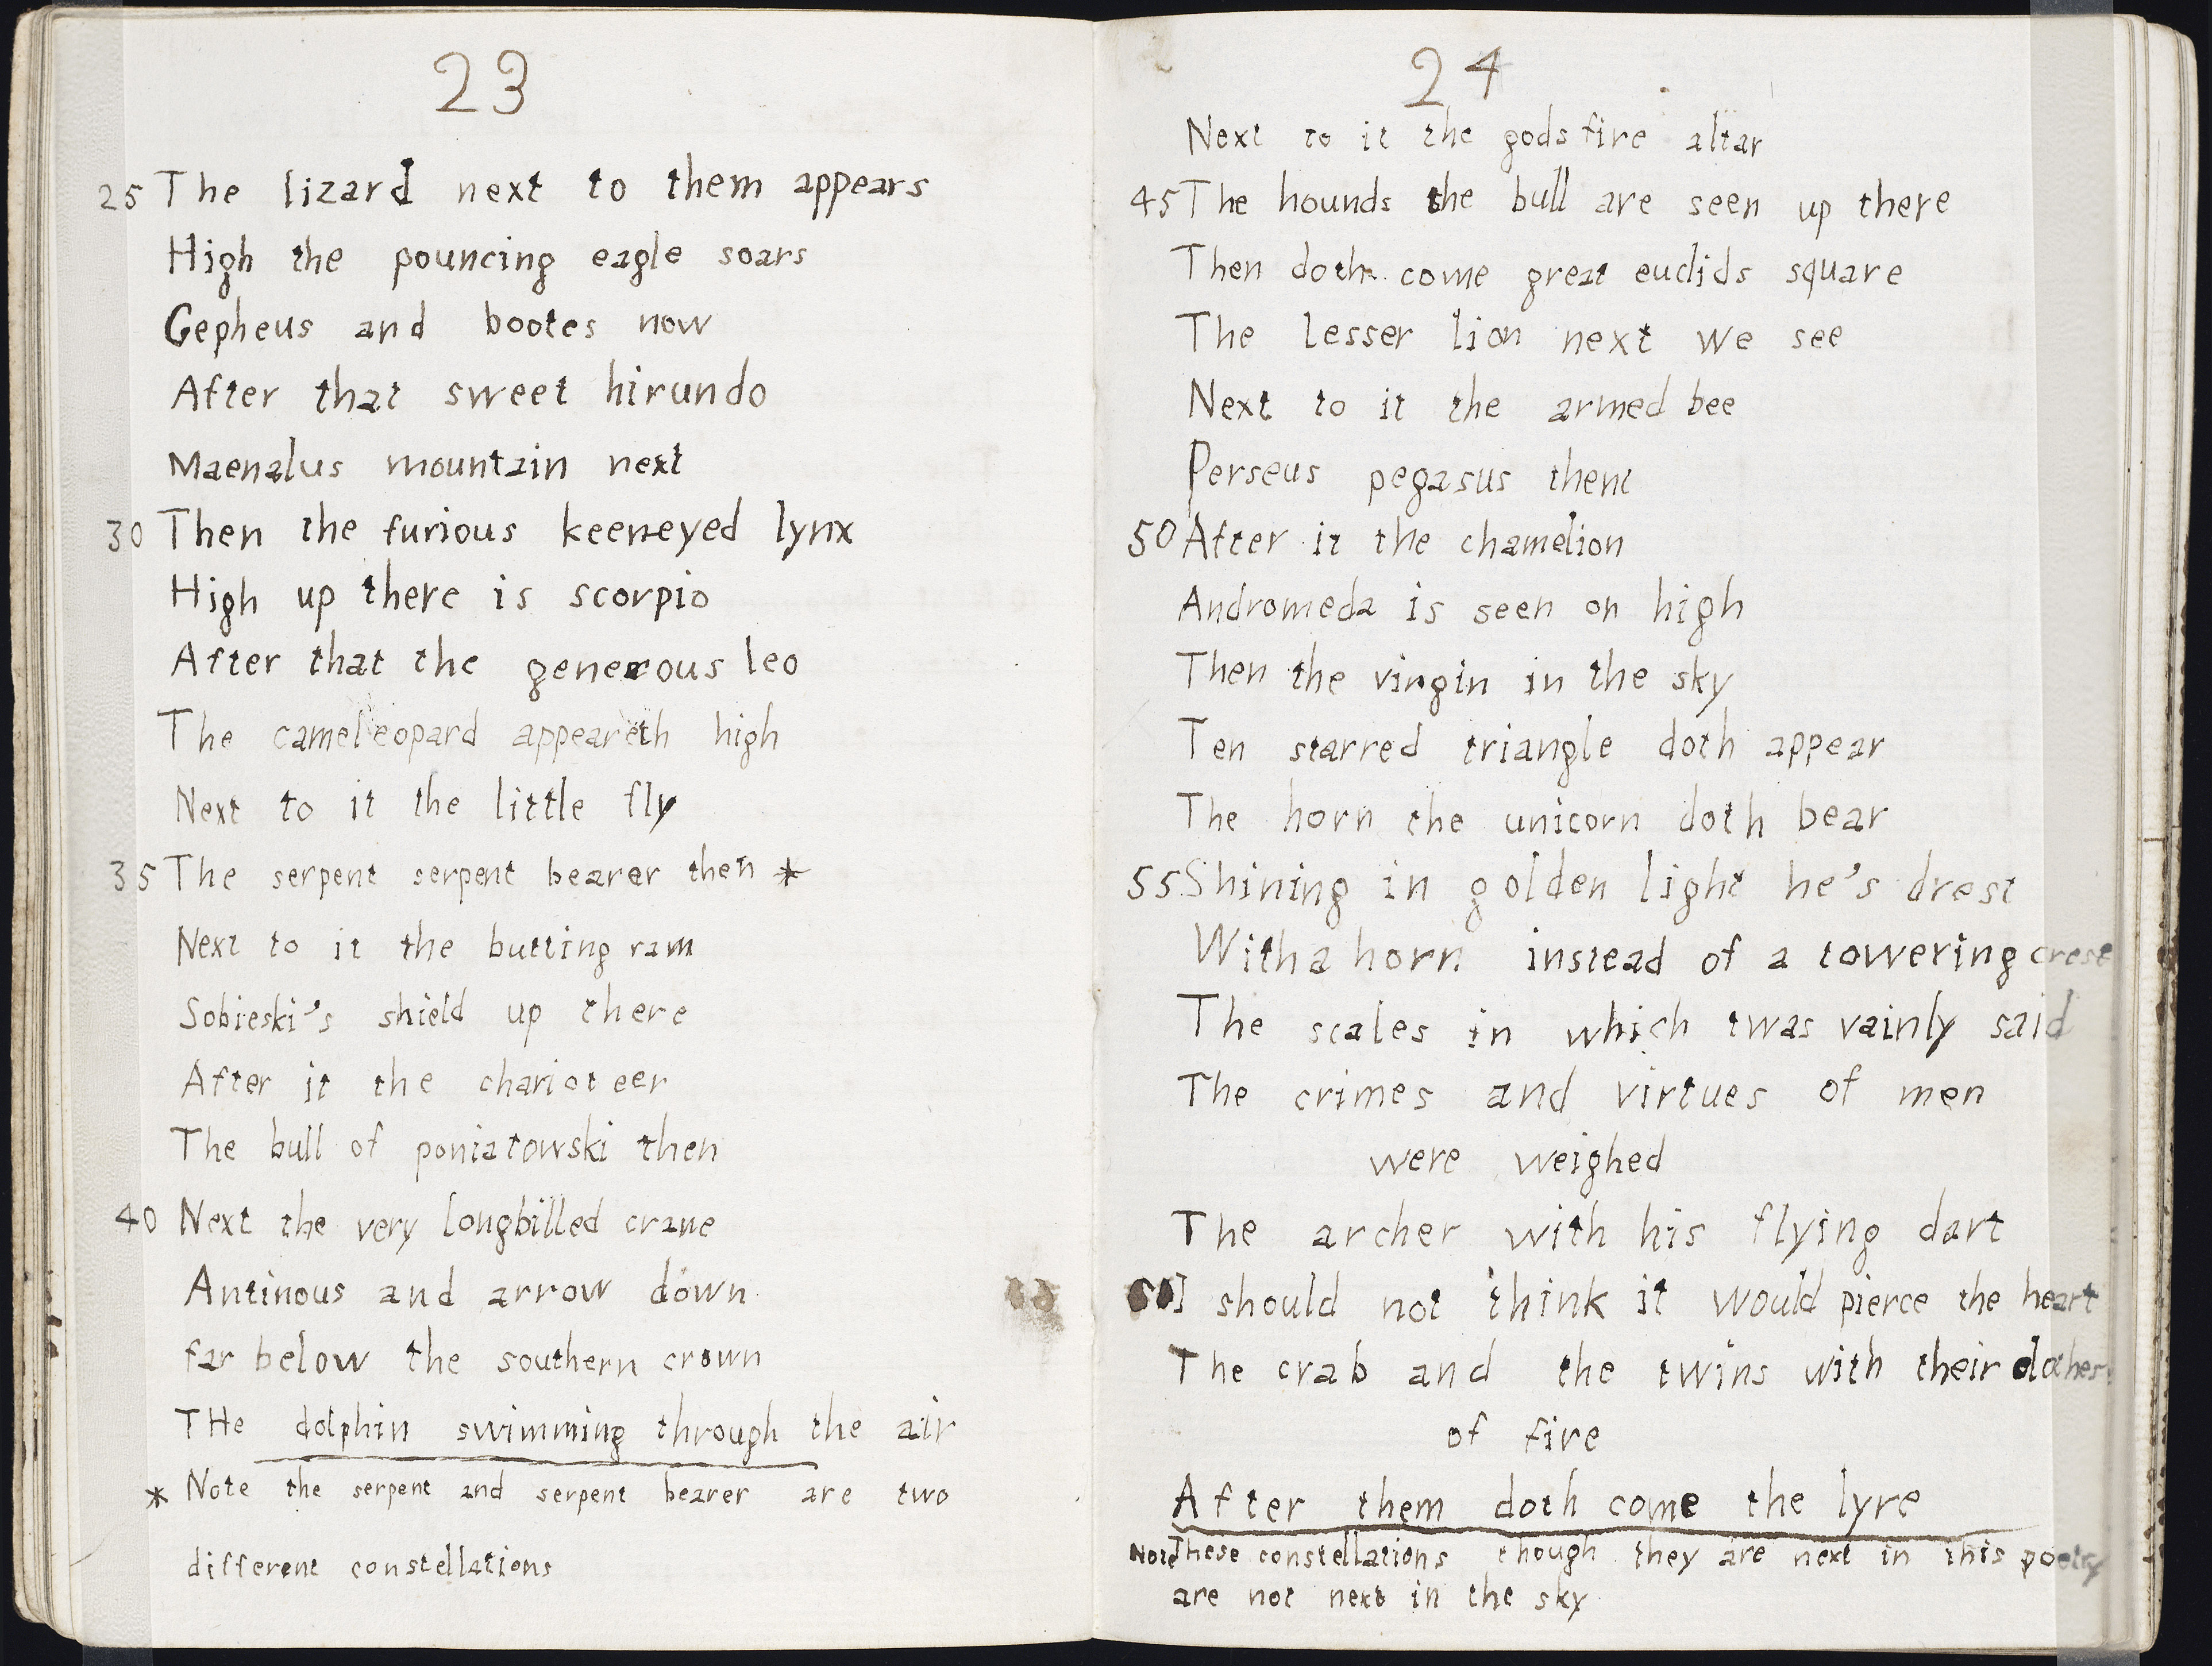 23
25 The lizard next to them appears
High the pouncing eagle soars
Cepheus and bootes now
After that sweet hirundo
Maenalus mountain next
30 Then the furious keeneyed lynx
High up there is scorpio
After that the generous leo
The cameleopard appeareth high
Next to it the little fly
35 The serpent serpent bearer then *
Next to it the butting ram
Sobieski's shield up there
After it the charioteer
The bull of poniatowski then
40 Next the very longbilled crane
Antinous and arrow down
far below the southern crown
THe dolphin swimming through the air
* Note the serpent and serpent bearer are two
different constellations
24
Next to it the gods fire altar
45 The hounds the bull are seen up there
Then doth come great euclids square
The lesser lion next we see
Next to it the armed bee
Perseus pegasus then
50 After it the chamelion
Andromeda is seen on high
Then the virgin in the sky
Ten starred triangle doth appear
The horn the unicorn doth bear
55 Shining in golden light he's drest
With a horn instead of a towering crest
The scales in which twas vainly said
The crimes and virtues of men
were weighed
The archer with his flying dart
60 I should not think it would pierce the heart
The crab and the twins with their clothes
of fire
After them doth come the lyre
Note These constellations though they are next in this poetry
are not next in the sky